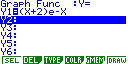 Graph Func :Y=
Y1■(X+2)e-X
Y2:
Y3:
Y4:
Y5:
Y6:
SEL DEL TYPE COLR GMEM DRAW